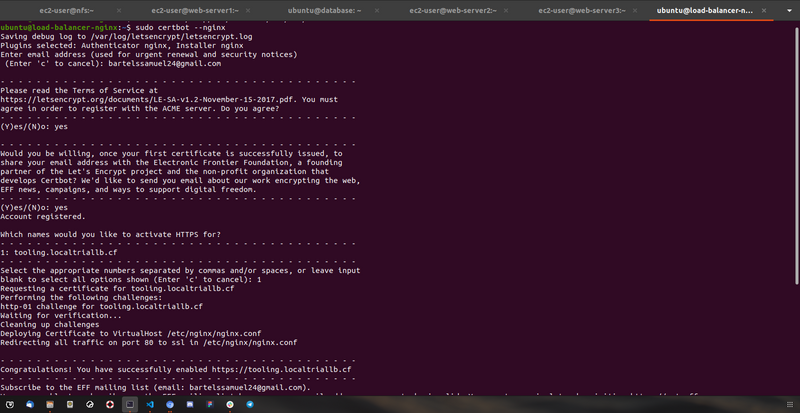 ec2-user@nfs:~
ec2-user@web-server1:~
ubuntu@database: ~
ec2-user@web-server2:~
ec2-user@web-server3:~
ubuntu@load-balancer-n...
ubuntu@load-balancer-nginx:~$ sudo certbot --nginx
Saving debug log to /var/log/letsencrypt/letsencrypt.log
Plugins selected: Authenticator nginx, Installer nginx
Enter email address (used for urgent renewal and security notices)
(Enter 'c' to cancel): bartelssamuel24@gmail.com
- - - - - - - - - - - - - - - - - - - - - - - - - - - - - - - - - - - - - - - -
Please read the Terms of Service at
https://letsencrypt.org/documents/LE-SA-v1.2-November-15-2017.pdf. You must
agree in order to register with the ACME server. Do you agree?
- - - - - - - - - - - - - - - - - - - - - - - - - - - - - - - - - - - - - - - -
(Y)es/(N)o: yes
- - - - - - - - - - - - - - - - - - - - - - - - - - - - - - - - - - - - - - - -
Would you be willing, once your first certificate is successfully issued, to
share your email address with the Electronic Frontier Foundation, a founding
partner of the Let's Encrypt project and the non-profit organization that
develops Certbot? We'd like to send you email about our work encrypting the web,
EFF news, campaigns, and ways to support digital freedom.
- - - - - - - - - - - - - - - - - - - - - - - - - - - - - - - - - - - - - - - -
(Y)es/(N)o: yes
Account registered.
Which names would you like to activate HTTPS for?
- - - - - - - - - - - - - - - - - - - - - - - - - - - - - - - - - - - - - - - -
1: tooling.localtriallb.cf
- - - - - - - - - - - - - - - - - - - - - - - - - - - - - - - - - - - - - - - -
Select the appropriate numbers separated by commas and/or spaces, or leave input
blank to select all options shown (Enter 'c' to cancel): 1
Requesting a certificate for tooling.localtriallb.cf
Performing the following challenges:
http-01 challenge for tooling.localtriallb.cf
Waiting for verification...
Cleaning up challenges
Deploying Certificate to VirtualHost /etc/nginx/nginx.conf
Redirecting all traffic on port 80 to ssl in /etc/nginx/nginx.conf
- - - - - - - - - - - - - - - - - - - - - - - - - - - - - - - - - - - - - - - -
Congratulations! You have successfully enabled https://tooling.localtriallb.cf
- - - - - - - - - - - - - - - - - - - - - - - - - - - - - - - - - - - - - - - -
Subscribe to the EFF mailing list (email: bartelssamuel24@gmail.com).